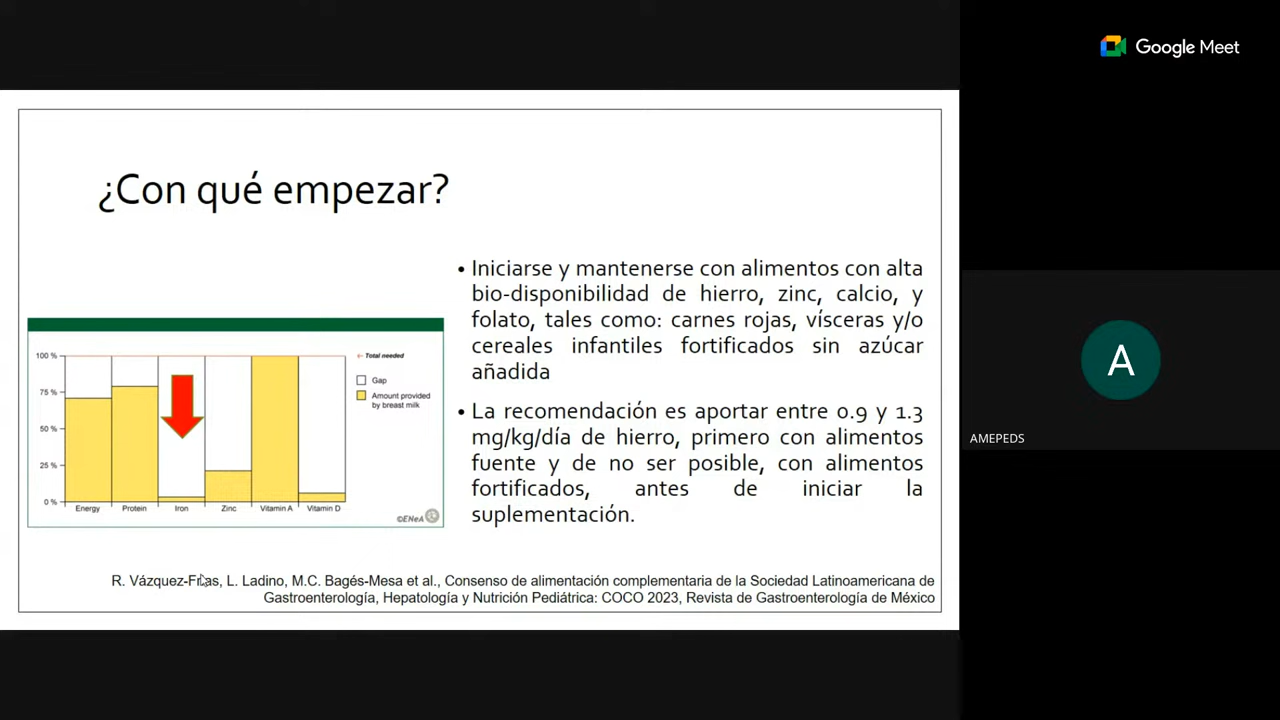 Google Meet
¿Con qué empezar?
• Iniciarse y mantenerse con alimentos con alta
bio-disponibilidad de hierro, zinc, calcio, y
folato, tales como: carnes rojas, vísceras y/o
cereales infantiles fortificados sin azúcar
añadida
• La recomendación es aportar entre 0.9 y 1.3
mg/kg/día de hierro, primero con alimentos
fuente y de no ser posible, con alimentos
fortificados, antes de iniciar la
suplementación.
100 %
75 %
50 %
25 %
0 %
Energy Protein Iron Zinc Vitamin A Vitamin D
← Total needed
Gap
Amount provided
by breast milk
©ENeA
R. Vázquez-Frias, L. Ladino, M.C. Bagés-Mesa et al., Consenso de alimentación complementaria de la Sociedad Latinoamericana de
Gastroenterología, Hepatología y Nutrición Pediátrica: COCO 2023, Revista de Gastroenterología de México
A
AMEPEDS